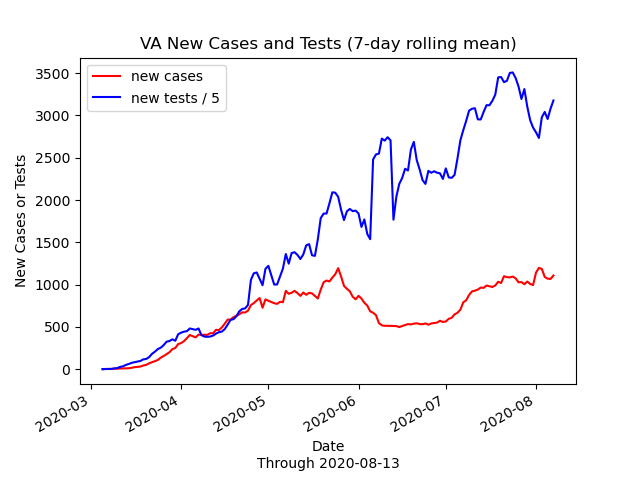 VA New Cases and Tests (7-day rolling mean)
new cases
new tests / 5
New Cases or Tests
3500
3000
2500
2000
1500
1000
500
0
2020-03
2020-04
2020-05
2020-06
2020-07
2020-08
Date
Through 2020-08-13